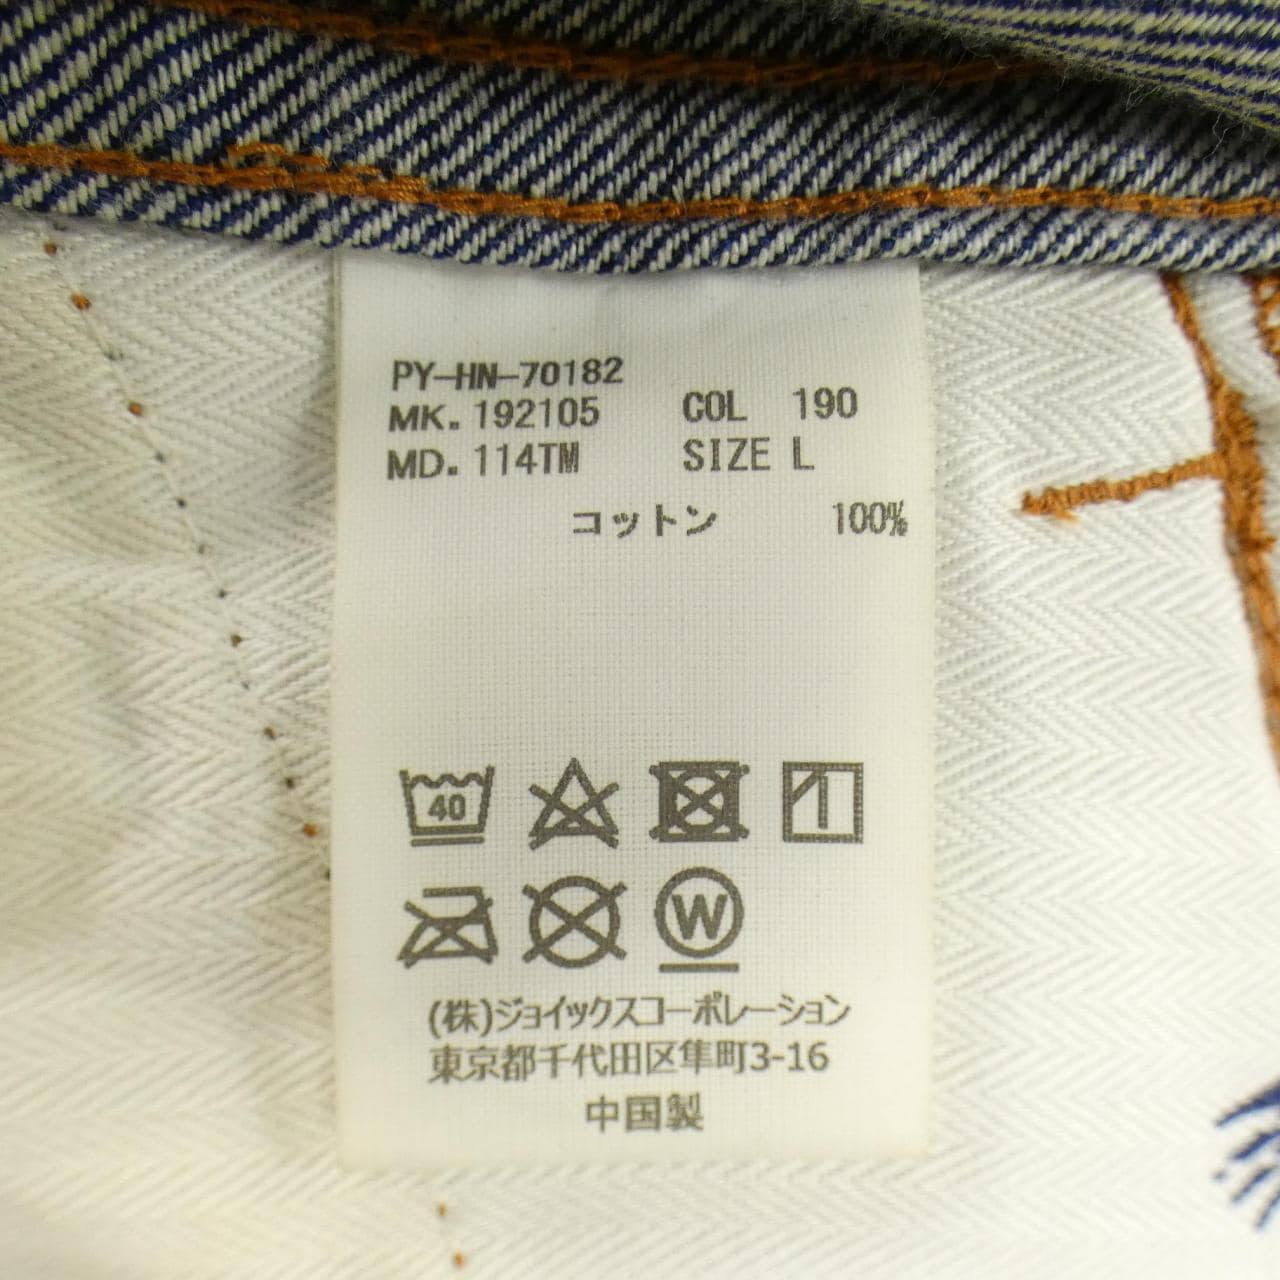 PY-HN-70182
MK. 192105 COL 190
MD. 114TM SIZE L
コットン 100%
40
W
(株)ジョイックスコーポレーション
東京都千代田区隼町3-16
中国製